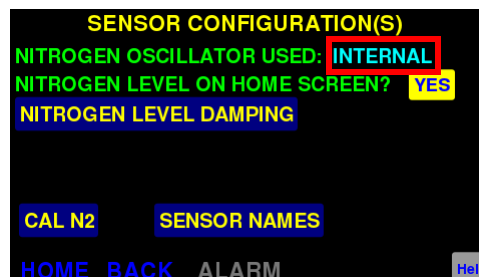 SENSOR CONFIGURATION(S)
NITROGEN OSCILLATOR USED: INTERNAL
NITROGEN LEVEL ON HOME SCREEN? YES
NITROGEN LEVEL DAMPING
CAL N2 SENSOR NAMES
HOME BACK ALARM Hel